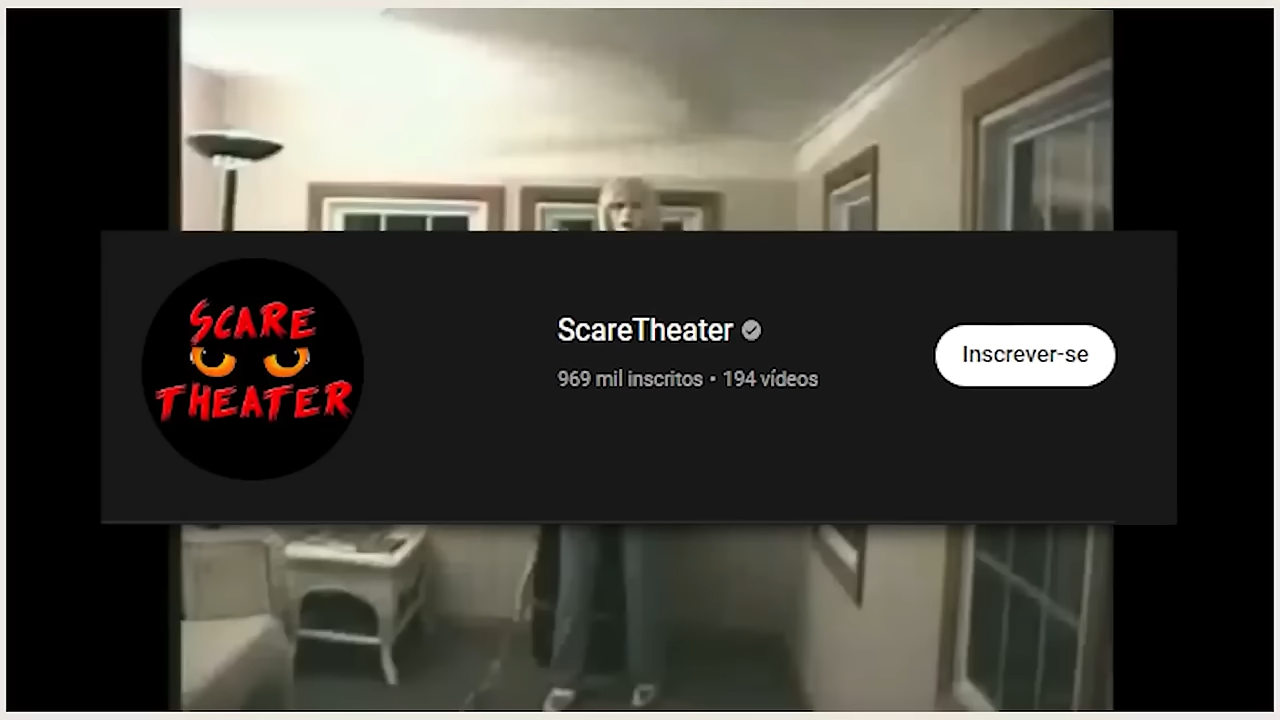 SCARE
THEATER
ScareTheater
969 mil inscritos • 194 vídeos
Inscrever-se